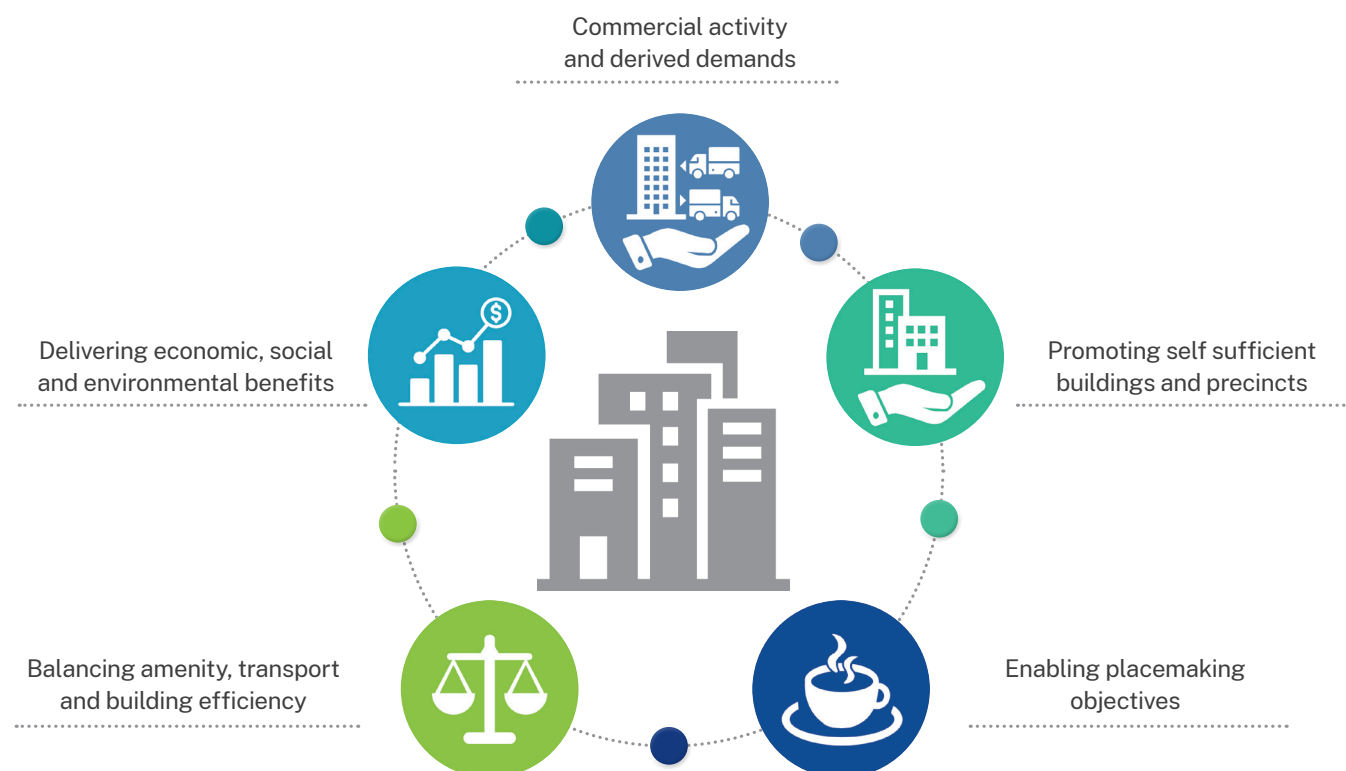 Commercial activity
and derived demands
Delivering economic, social
and environmental benefits
Promoting self sufficient
buildings and precincts
Balancing amenity, transport
and building efficiency
Enabling placemaking
objectives
$